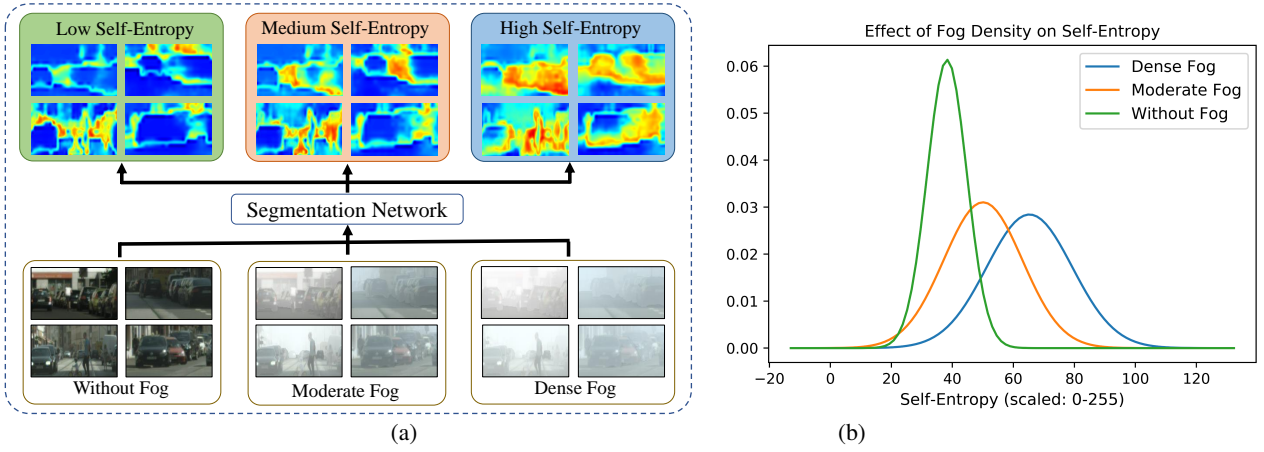 Low Self-Entropy
Medium Self-Entropy
High Self-Entropy
Segmentation Network
Without Fog
Moderate Fog
Dense Fog
(a)
Effect of Fog Density on Self-Entropy
Dense Fog
Moderate Fog
Without Fog
0.06
0.05
0.04
0.03
0.02
0.01
0.00
−20 0 20 40 60 80 100 120
Self-Entropy (scaled: 0-255)
(b)